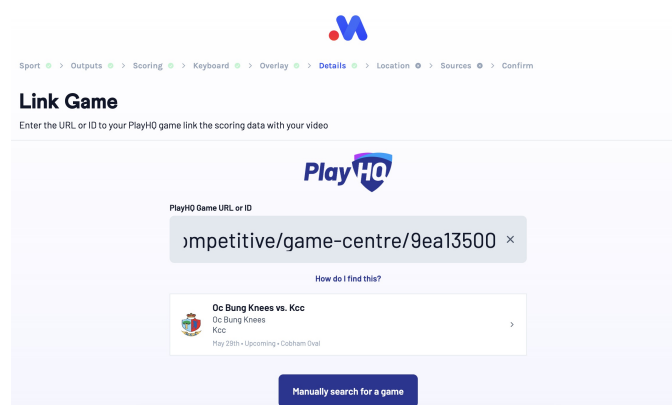 Sport > Outputs > Scoring > Keyboard > Overlay > Details > Location > Sources > Confirm
Link Game
Enter the URL or ID to your PlayHQ game link the scoring data with your video
Play HQ
PlayHQ Game URL or ID
ompetitive/game-centre/9ea13500 ×
How do I find this?
Oc Bung Knees vs. Kcc
Oc Bung Knees
Kcc
May 29th • Upcoming • Cobham Oval
Manually search for a game